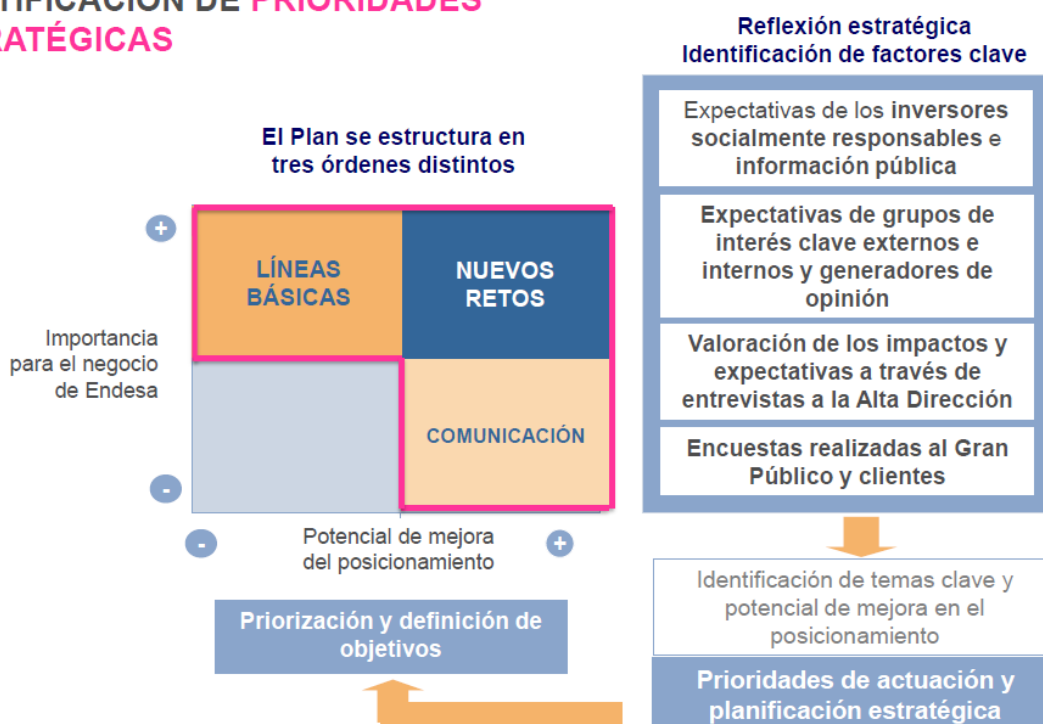 TIFICACIÓN DE PRIORIDADES
RATÉGICAS
Reflexión estratégica
Identificación de factores clave
El Plan se estructura en
tres órdenes distintos
+
LÍNEAS
BÁSICAS
NUEVOS
RETOS
Importancia
para el negocio
de Endesa
COMUNICACIÓN
-
-
Potencial de mejora
del posicionamiento
+
Priorización y definición de
objetivos
Expectativas de los inversores
socialmente responsables e
información pública
Expectativas de grupos de
interés clave externos e
internos y generadores de
opinión
Valoración de los impactos y
expectativas a través de
entrevistas a la Alta Dirección
Encuestas realizadas al Gran
Público y clientes
Identificación de temas clave y
potencial de mejora en el
posicionamiento
Prioridades de actuación y
planificación estratégica